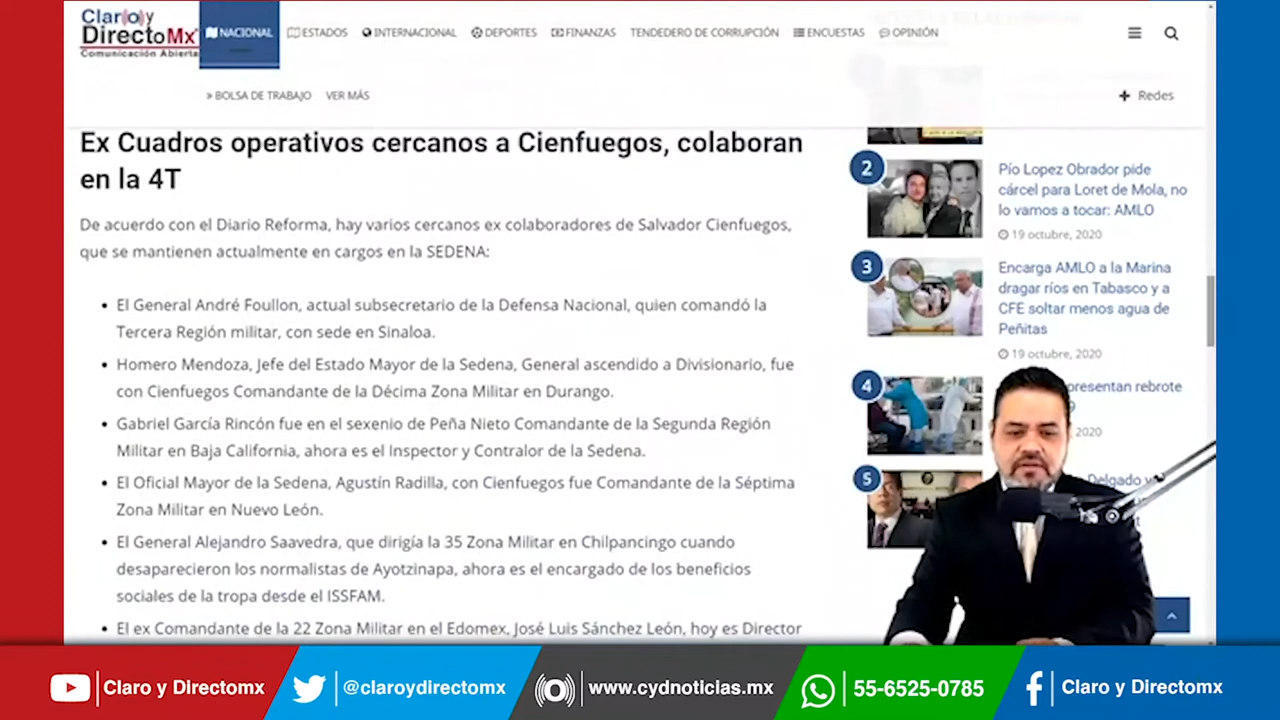 Claro y
DirectoMx
Comunicación Abierta
NACIONAL
ESTADOS
INTERNACIONAL
DEPORTES
FINANZAS
TENDEDERO DE CORRUPCIÓN
ENCUESTAS
OPINIÓN
» BOLSA DE TRABAJO
VER MÁS
+ Redes
Ex Cuadros operativos cercanos a Cienfuegos, colaboran
en la 4T
De acuerdo con el Diario Reforma, hay varios cercanos ex colaboradores de Salvador Cienfuegos,
que se mantienen actualmente en cargos en la SEDENA:
• El General André Foullon, actual subsecretario de la Defensa Nacional, quien comandó la
Tercera Región militar, con sede en Sinaloa.
• Homero Mendoza, Jefe del Estado Mayor de la Sedena, General ascendido a Divisionario, fue
con Cienfuegos Comandante de la Décima Zona Militar en Durango.
• Gabriel García Rincón fue en el sexenio de Peña Nieto Comandante de la Segunda Región
Militar en Baja California, ahora es el Inspector y Contralor de la Sedena.
• El Oficial Mayor de la Sedena, Agustín Radilla, con Cienfuegos fue Comandante de la Séptima
Zona Militar en Nuevo León.
• El General Alejandro Saavedra, que dirigía la 35 Zona Militar en Chilpancingo cuando
desaparecieron los normalistas de Ayotzinapa, ahora es el encargado de los beneficios
sociales de la tropa desde el ISSFAM.
• El ex Comandante de la 22 Zona Militar en el Edomex, José Luis Sánchez León, hoy es Director
2
Pío Lopez Obrador pide
cárcel para Loret de Mola, no
lo vamos a tocar: AMLO
19 octubre, 2020
3
Encarga AMLO a la Marina
dragar ríos en Tabasco y a
CFE soltar menos agua de
Peñitas
19 octubre, 2020
4
presentan rebrote
2020
5
Delgado y
Claro y Directomx
@claroydirectomx
www.cydnoticias.mx
55-6525-0785
Claro y Directomx